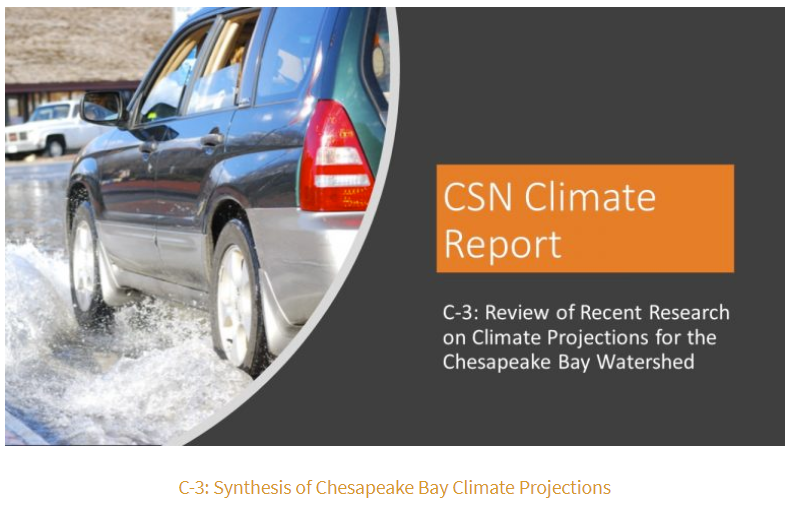 CSN Climate
Report
C-3: Review of Recent Research
on Climate Projections for the
Chesapeake Bay Watershed
C-3: Synthesis of Chesapeake Bay Climate Projections